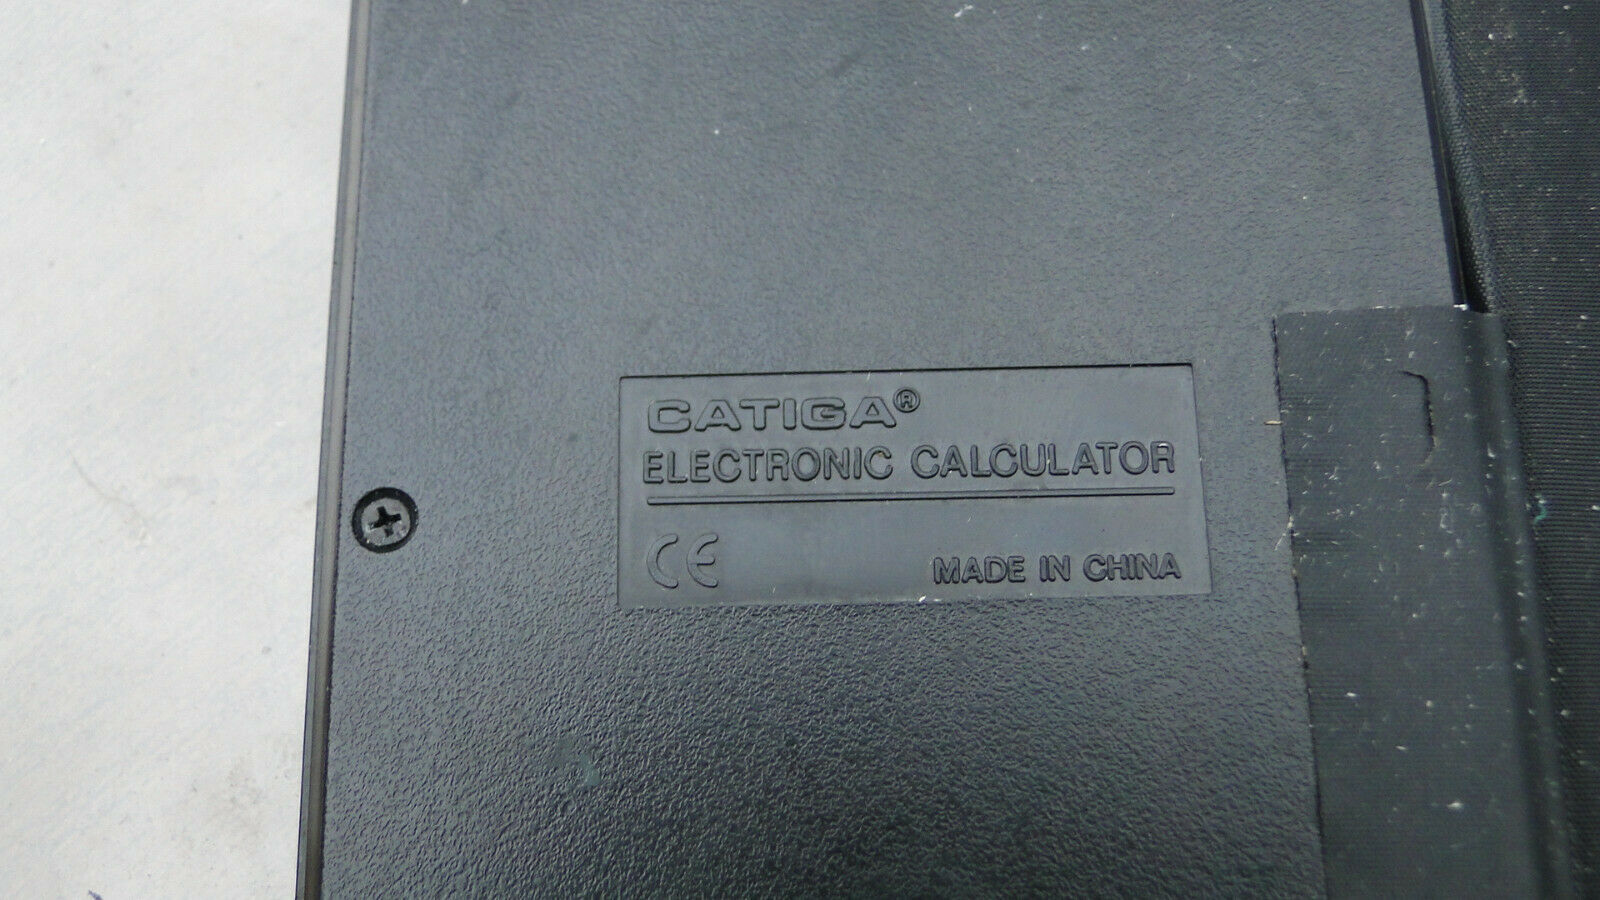 CATIGA®
ELECTRONIC CALCULATOR
CE
MADE IN CHINA